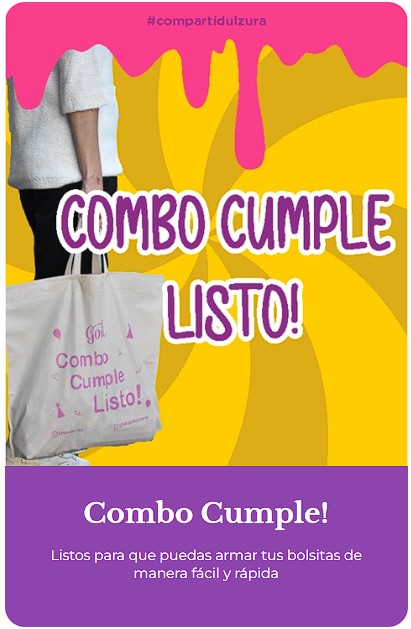 #compartídulzura
COMBO CUMPLE
LISTO!
Combo
Cumple
Listo!
Combo Cumple!
Listos para que puedas armar tus bolsitas de
manera fácil y rápida